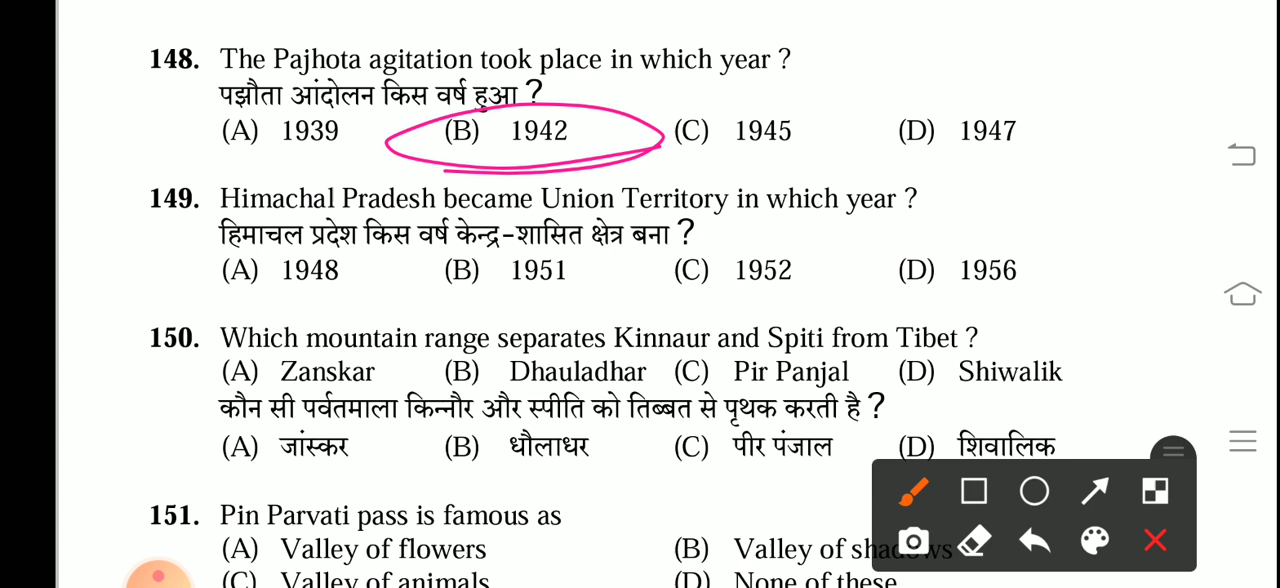 148. The Pajhota agitation took place in which year ?
पझौता आंदोलन किस वर्ष हुआ ?
(A) 1939 (B) 1942 (C) 1945 (D) 1947
149. Himachal Pradesh became Union Territory in which year ?
हिमाचल प्रदेश किस वर्ष केन्द्र-शासित क्षेत्र बना ?
(A) 1948 (B) 1951 (C) 1952 (D) 1956
150. Which mountain range separates Kinnaur and Spiti from Tibet ?
(A) Zanskar (B) Dhauladhar (C) Pir Panjal (D) Shiwalik
कौन सी पर्वतमाला किन्नौर और स्पीति को तिब्बत से पृथक करती है ?
(A) जांस्कर (B) धौलाधर (C) पीर पंजाल (D) शिवालिक
151. Pin Parvati pass is famous as
(A) Valley of flowers (B) Valley of shadows
(C) Valley of animals (D) None of these